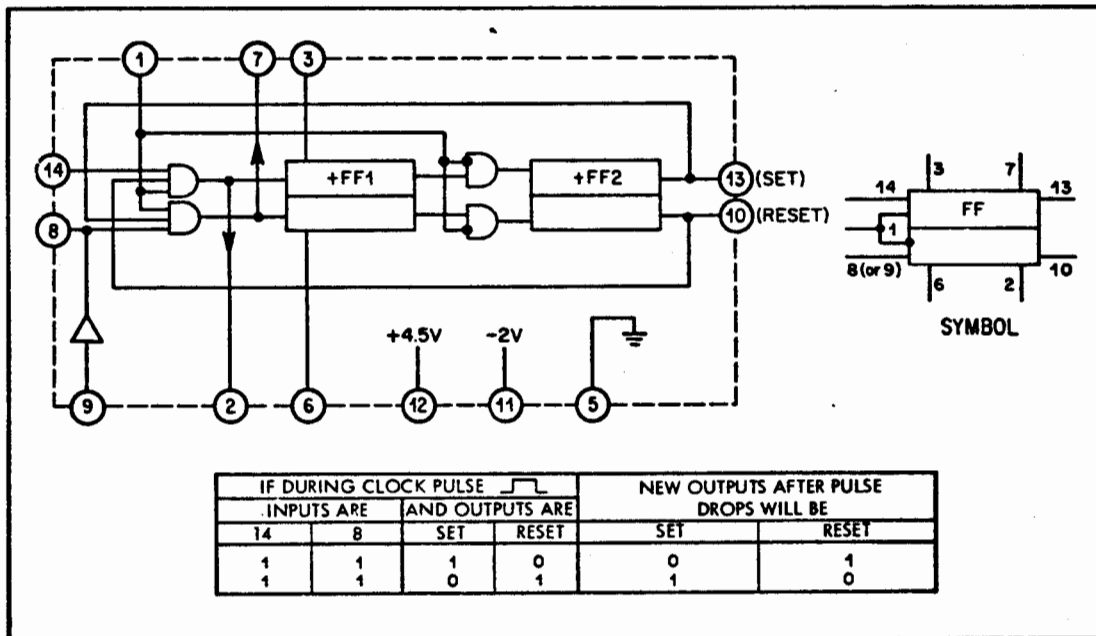 1 7 3
14
+FF1
+FF2
13 (SET)
10 (RESET)
8
+4.5V
-2V
9 2 6 12 11 5
3 7
14 FF 13
1
8 (or 9) 10
6 2
SYMBOL
IF DURING CLOCK PULSE NEW OUTPUTS AFTER PULSE
INPUTS ARE AND OUTPUTS ARE DROPS WILL BE
14 8 SET RESET SET RESET
1 1 1 0 0 1
1 1 0 1 1 0